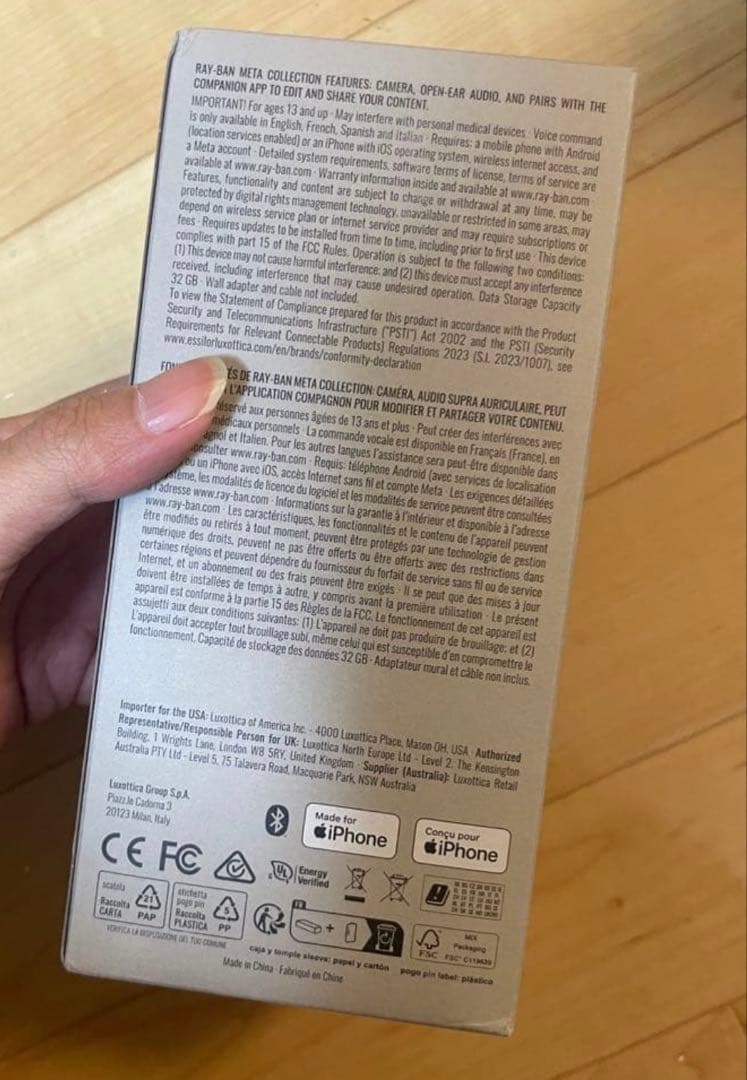 RAY-BAN META COLLECTION FEATURES: CAMERA, OPEN-EAR AUDIO, AND PAIRS WITH THE
COMPANION APP TO EDIT AND SHARE YOUR CONTENT.
IMPORTANT! For ages 13 and up · May interfere with personal medical devices · Voice command
is only available in English, French, Spanish and italian · Requires: a mobile phone with Android
(location services enabled) or an iPhone with iOS operating system, wireless internet access, and
a Meta account · Detailed system requirements, software terms of license, terms of service are
available at www.ray-ban.com · Warranty information inside and available at www.ray-ban.com ·
Features, functionality and content are subject to change or withdrawal at any time, may be
protected by digital rights management technology, unavailable or restricted in some areas, may
depend on wireless service plan or internet service provider and may require subscriptions or
fees · Requires updates to be installed from time to time, including prior to first use · This device
complies with part 15 of the FCC Rules. Operation is subject to the following two conditions:
(1) This device may not cause harmful interference, and (2) this device must accept any interference
received, including interference that may cause undesired operation. Data Storage Capacity
32 GB · Wall adapter and cable not included.
To view the Statement of Compliance prepared for this product in accordance with the Product
Security and Telecommunications Infrastructure ("PSTI") Act 2002 and the PSTI (Security
Requirements for Relevant Connectable Products) Regulations 2023 (S.I. 2023/1007), see
www.essilorluxottica.com/en/brands/conformity-declaration
DE RAY-BAN META COLLECTION: CAMÉRA, AUDIO SUPRA AURICULAIRE, PEUT
L'APPLICATION COMPAGNON POUR MODIFIER ET PARTAGER VOTRE CONTENU.
aux personnes âgées de 13 ans et plus · Peut créer des interférences avec
médicaux personnels · La commande vocale est disponible en Français (France), en
et Italien. Pour les autres langues l'assistance sera peut-être disponible dans
www.ray-ban.com · Requis: téléphone Android (avec services de localisation
ou un iPhone avec iOS, accès Internet sans fil et compte Meta · Les exigences détaillées
les modalités de licence du logiciel et les modalités de service peuvent être consultées
l'adresse www.ray-ban.com · Informations sur la garantie à l'intérieur et disponible à l'adresse
www.ray-ban.com · Les caractéristiques, les fonctionnalités et le contenu de l'appareil peuvent
être modifiés ou retirés à tout moment, peuvent être protégés par une technologie de gestion
numérique des droits, peuvent ne pas être offerts ou être offerts avec des restrictions dans
certaines régions et peuvent dépendre du fournisseur du forfait de service sans fil ou de service
Internet, et un abonnement ou des frais peuvent être exigés · Il se peut que des mises à jour
doivent être installées de temps à autre, y compris avant la première utilisation · Le présent
appareil est conforme à la partie 15 des Règles de la FCC. Le fonctionnement de cet appareil est
assujetti aux deux conditions suivantes: (1) L'appareil ne doit pas produire de brouillage; et (2)
L'appareil doit accepter tout brouillage subi, même celui qui est susceptible d'en compromettre le
fonctionnement. Capacité de stockage des données 32 GB · Adaptateur mural et câble non inclus.
Importer for the USA: Luxottica of America Inc. - 4000 Luxottica Place, Mason OH, USA · Authorized
Representative/Responsible Person for UK: Luxottica North Europe Ltd - Level 2, The Kensington
Building, 1 Wrights Lane, London W8 5RY, United Kingdom · Supplier (Australia): Luxottica Retail
Australia PTY Ltd - Level 5, 75 Talavera Road, Macquarie Park, NSW Australia
Luxottica Group S.p.A.
Piazz.le Cadorna 3
20123 Milan, Italy
Made for
iPhone
Conçu pour
iPhone
CE FC
UL Energy
Verified
scatola
Raccolta
CARTA
21
PAP
etichetta
pogo pin
Raccolta
PLASTICA
5
PP
VERIFICA LA DISPOSIZIONE DEL TUO COMUNE
FR
+
FSC
MIX
Packaging
FSC® C119639
caja y temple sleeve: papel y cartón
pogo pin label: plástico
Made in China · Fabriqué en Chine